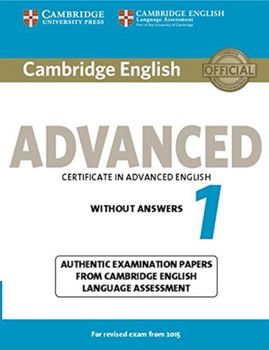 CAMBRIDGE UNIVERSITY PRESS
CAMBRIDGE ENGLISH
Language Assessment
Part of the University of Cambridge
Cambridge English
OFFICIAL
ADVANCED
CERTIFICATE IN ADVANCED ENGLISH
WITHOUT ANSWERS
1
AUTHENTIC EXAMINATION PAPERS
FROM CAMBRIDGE ENGLISH
LANGUAGE ASSESSMENT
For revised exam from 2015